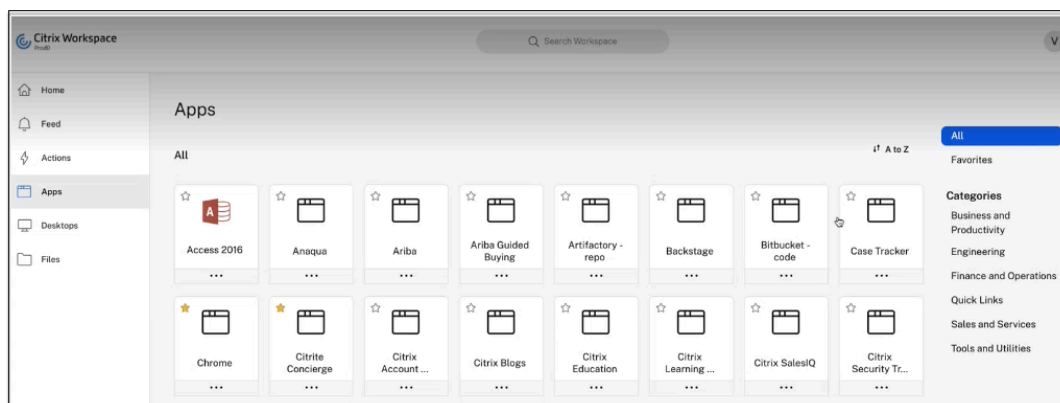 Citrix Workspace
Search Workspace
V
Home
Feed
Actions
Apps
Desktops
Files
Apps
All
A to Z
Access 2016
Anaqua
Ariba
Ariba Guided
Buying
Artifactory -
repo
Backstage
Bitbucket -
code
Case Tracker
Chrome
Citrite
Concierge
Citrix
Account ...
Citrix Blogs
Citrix
Education
Citrix
Learning ...
Citrix SalesIQ
Citrix
Security Tr...
All
Favorites
Categories
Business and
Productivity
Engineering
Finance and Operations
Quick Links
Sales and Services
Tools and Utilities